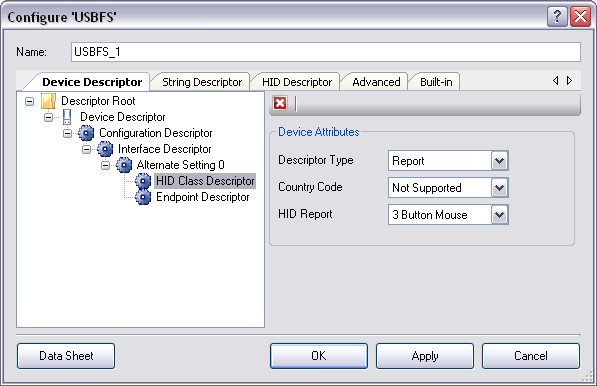 Configure 'USBFS'
Name: USBFS_1
Device Descriptor String Descriptor HID Descriptor Advanced Built-in
Descriptor Root
Device Descriptor
Configuration Descriptor
Interface Descriptor
Alternate Setting 0
HID Class Descriptor
Endpoint Descriptor
Device Attributes
Descriptor Type Report
Country Code Not Supported
HID Report 3 Button Mouse
Data Sheet OK Apply Cancel